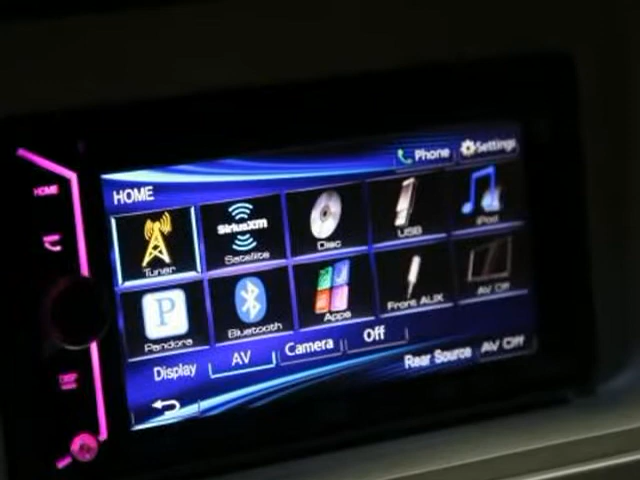 Phone Settings
HOME
HOME
SiriusXM
Tuner Satellite Disc USB iPod
P
Pandora Bluetooth Apps Front AUX AV Off
Display AV Camera Off
Rear Source AV Off
DISP